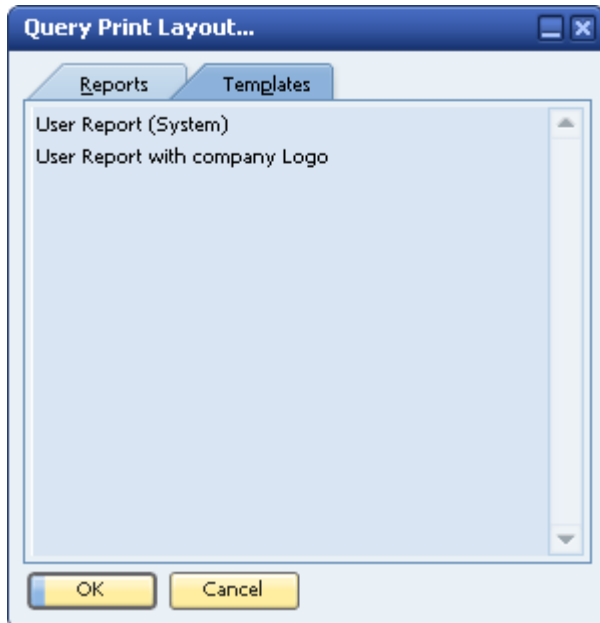 Query Print Layout...
Reports Templates
User Report (System)
User Report with company Logo
OK Cancel